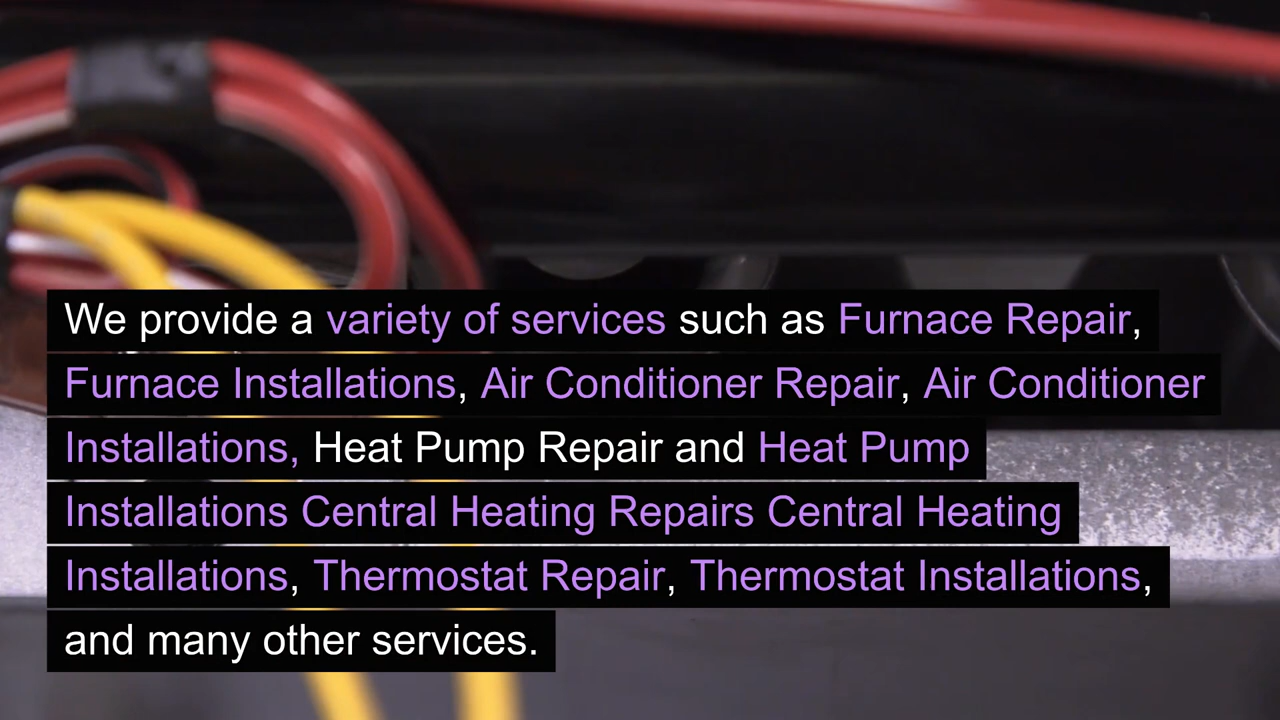 We provide a variety of services such as Furnace Repair,
Furnace Installations, Air Conditioner Repair, Air Conditioner
Installations, Heat Pump Repair and Heat Pump
Installations Central Heating Repairs Central Heating
Installations, Thermostat Repair, Thermostat Installations,
and many other services.